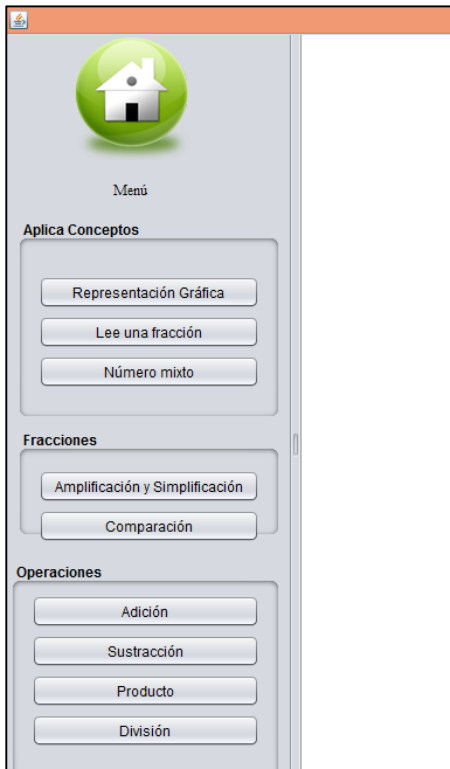 Menú
Aplica Conceptos
Representación Gráfica
Lee una fracción
Número mixto
Fracciones
Amplificación y Simplificación
Comparación
Operaciones
Adición
Sustracción
Producto
División